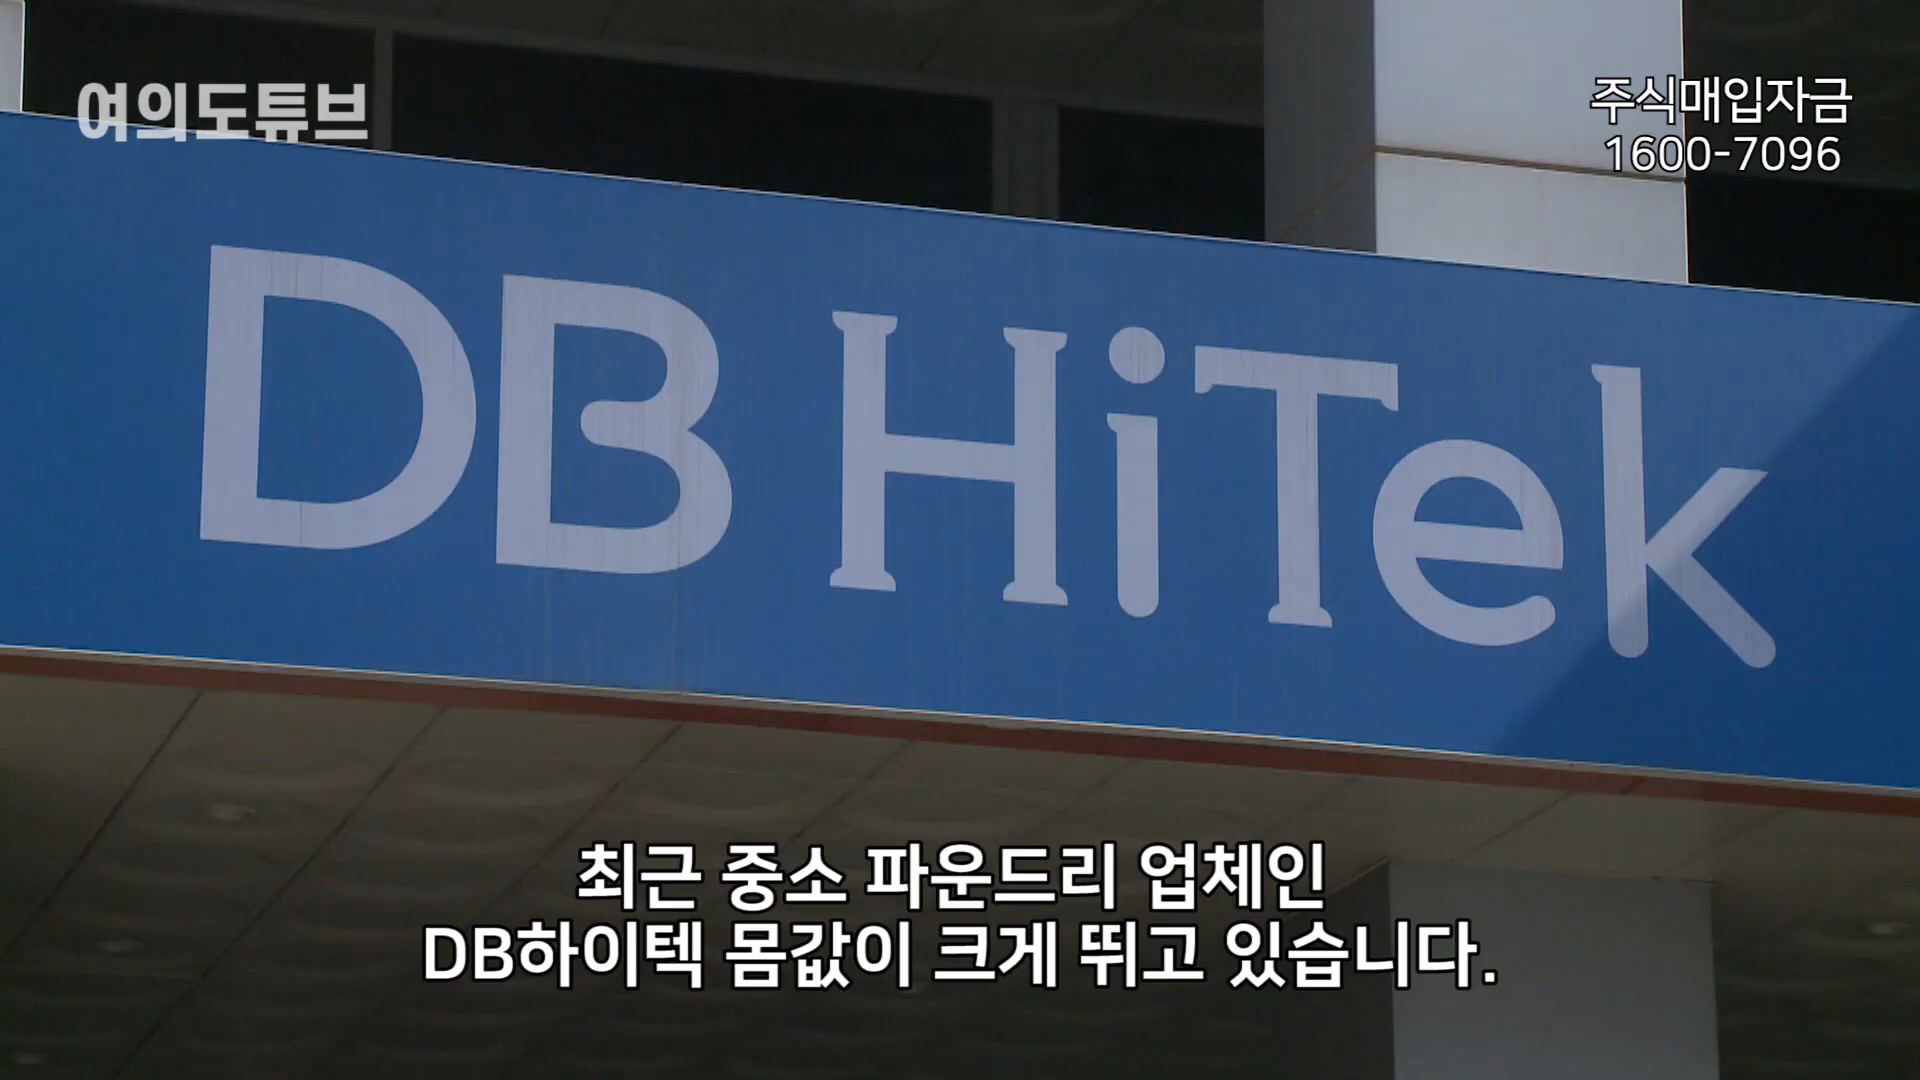 여의도튜브
주식매입자금
1600-7096
DB HiTek
최근 중소 파운드리 업체인
DB하이텍 몸값이 크게 뛰고 있습니다.